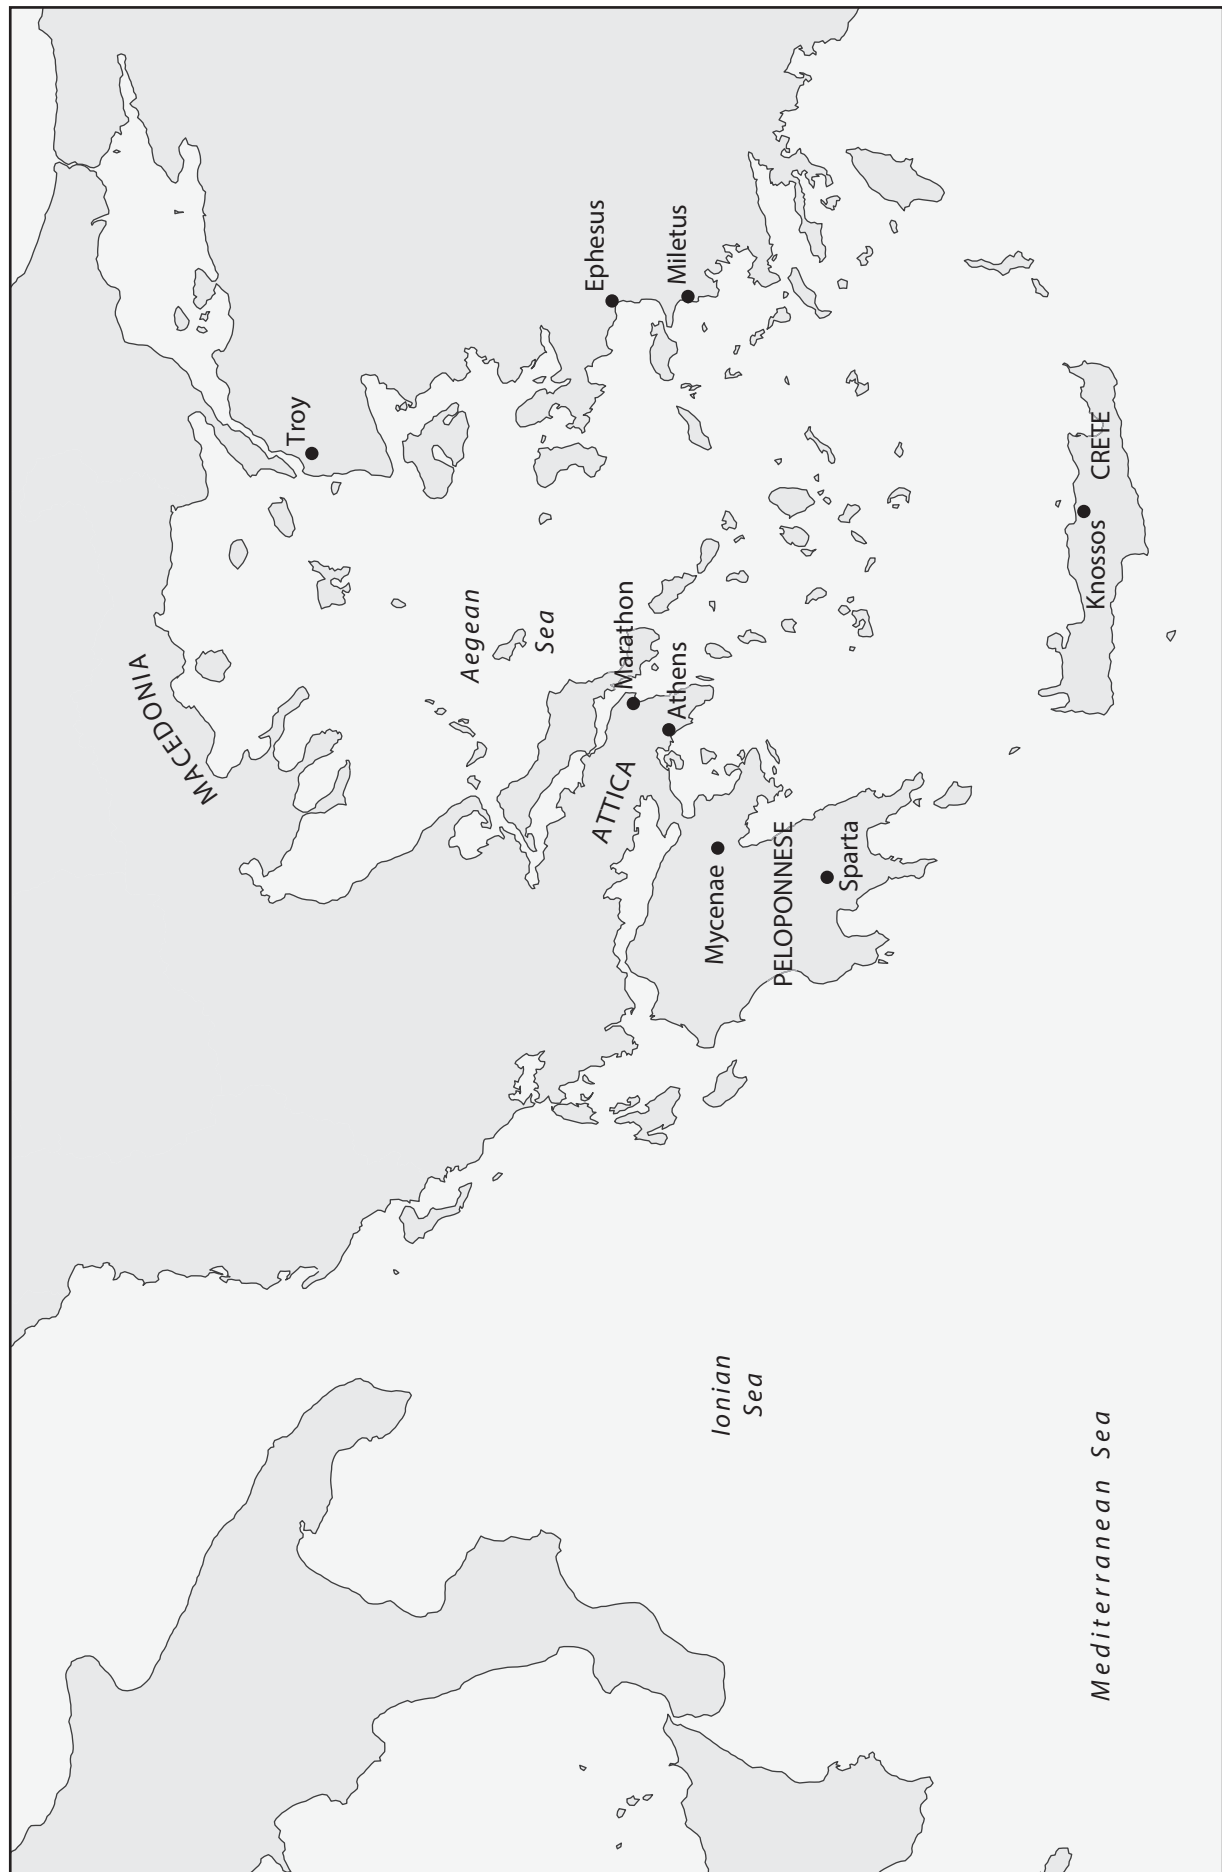 MACEDONIA
Troy
Aegean
Sea
Ephesus
Miletus
Marathon
Athens
ATTICA
Mycenae
PELOPONNESE
Sparta
Ionian
Sea
Knossos
CRETE
Mediterranean Sea